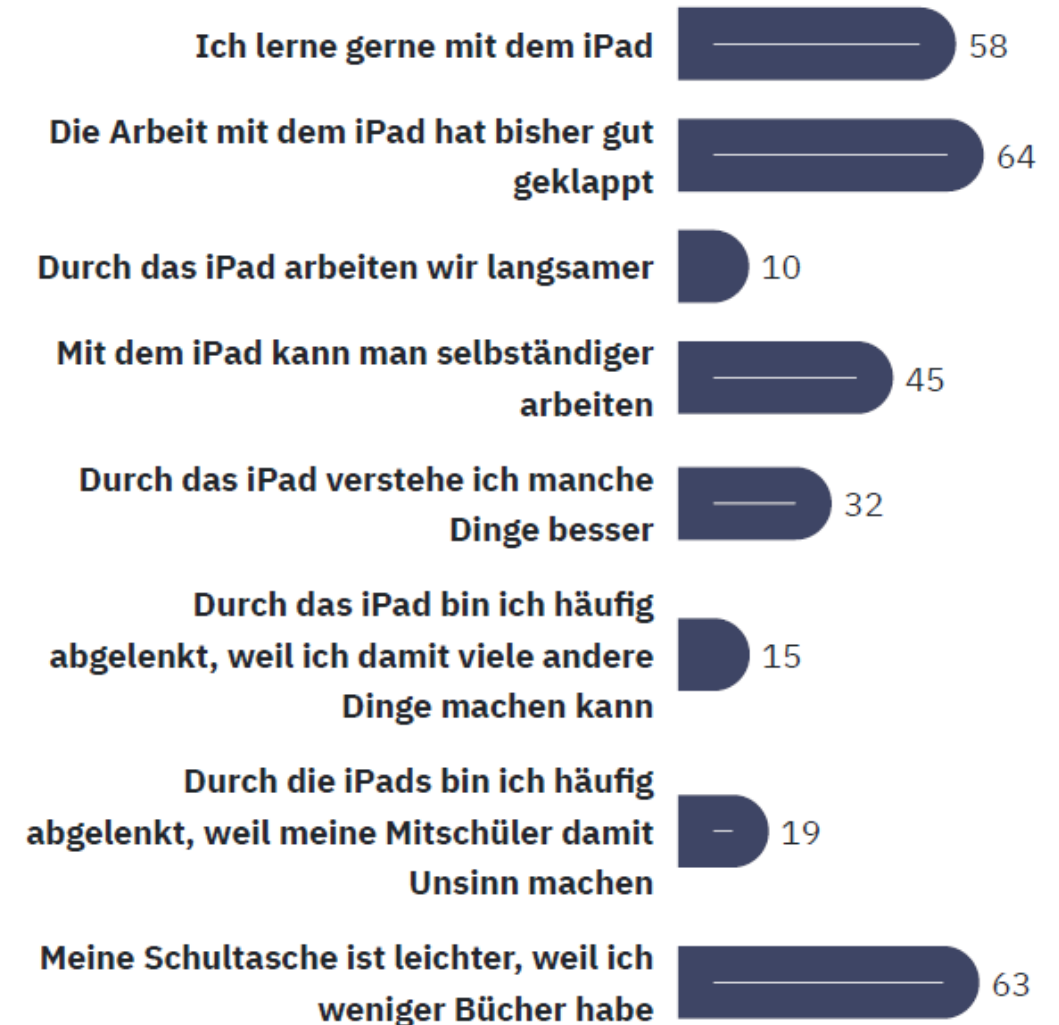 Ich lerne gerne mit dem iPad
58
Die Arbeit mit dem iPad hat bisher gut
geklappt
64
Durch das iPad arbeiten wir langsamer
10
Mit dem iPad kann man selbständiger
arbeiten
45
Durch das iPad verstehe ich manche
Dinge besser
32
Durch das iPad bin ich häufig
abgelenkt, weil ich damit viele andere
Dinge machen kann
15
Durch die iPads bin ich häufig
abgelenkt, weil meine Mitschüler damit
Unsinn machen
19
Meine Schultasche ist leichter, weil ich
weniger Bücher habe
63